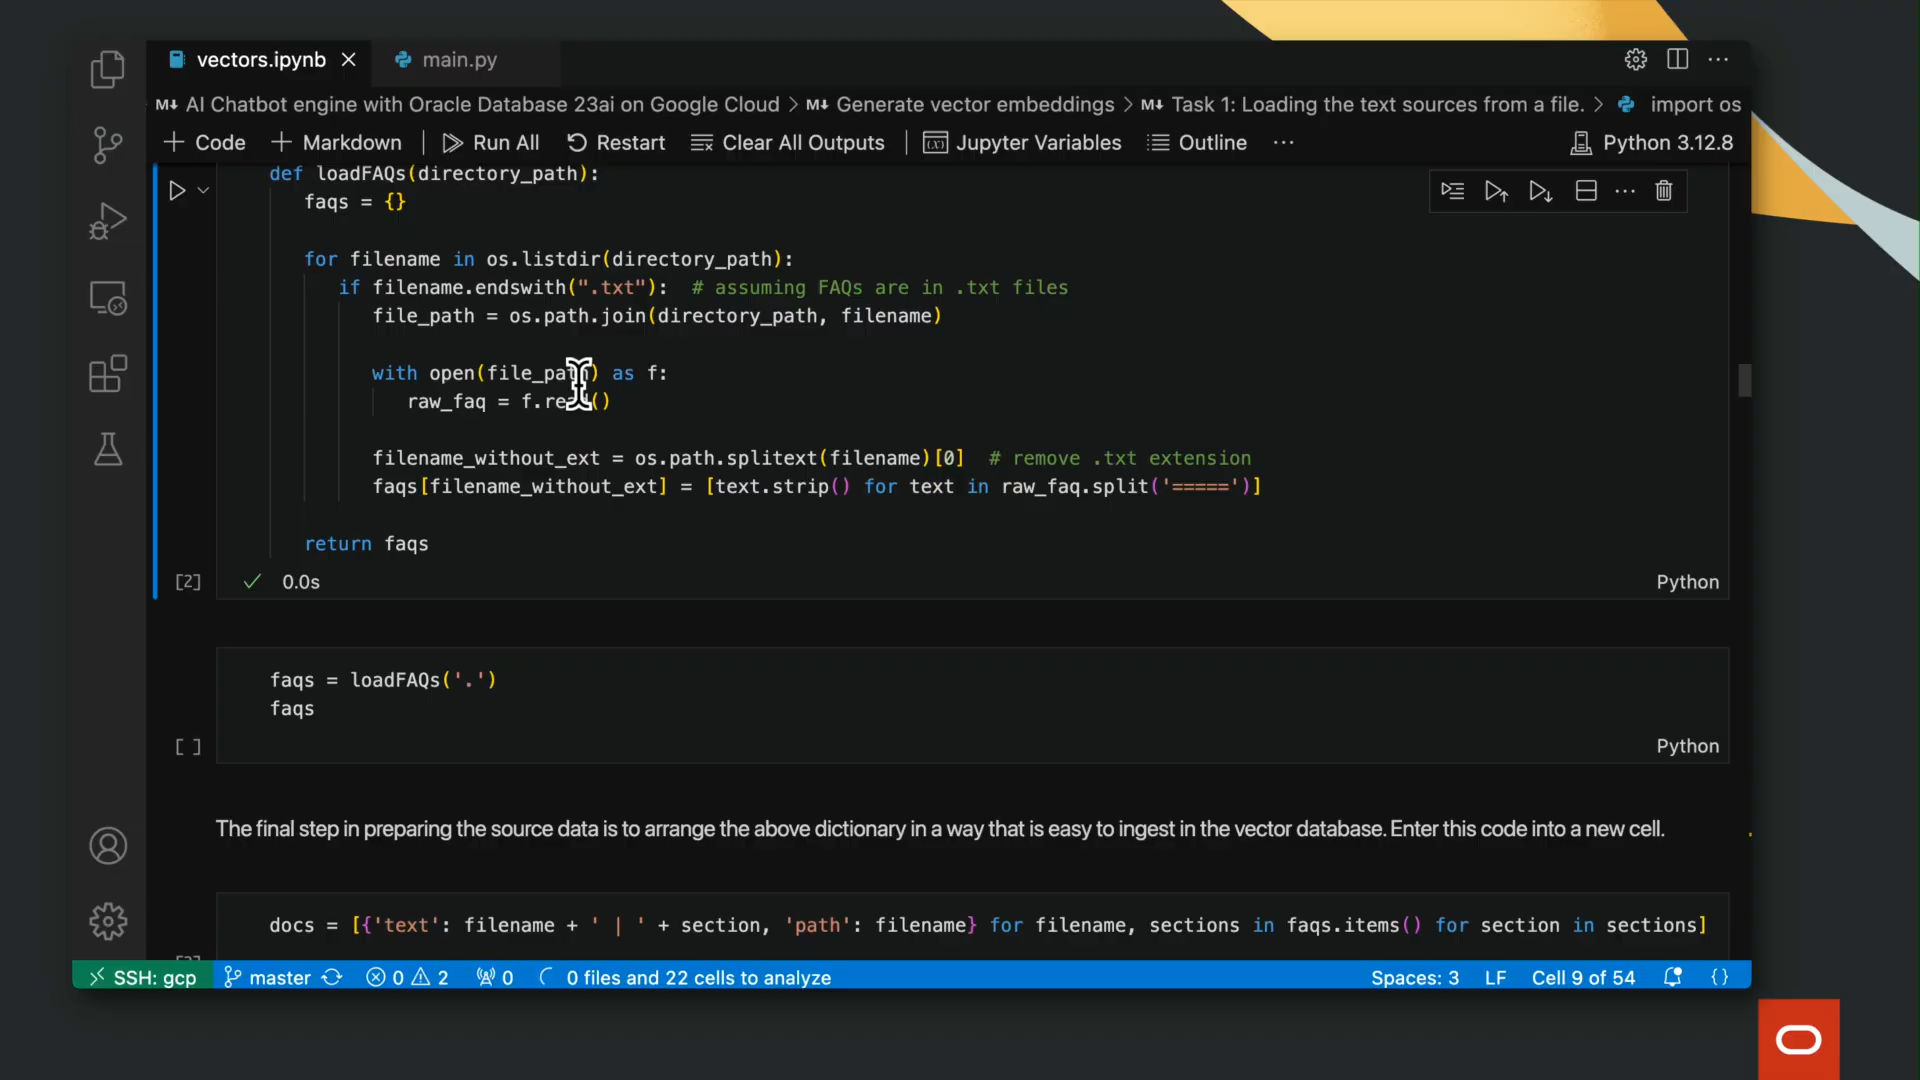 vectors.ipynb
main.py
AI Chatbot engine with Oracle Database 23ai on Google Cloud > M↓ Generate vector embeddings > M↓ Task 1: Loading the text sources from a file. > import os
+ Code + Markdown | Run All Restart Clear All Outputs | Jupyter Variables Outline ··· Python 3.12.8
def loadFAQs(directory_path):
faqs = {}
for filename in os.listdir(directory_path):
if filename.endswith(".txt"): # assuming FAQs are in .txt files
file_path = os.path.join(directory_path, filename)
with open(file_path) as f:
raw_faq = f.read()
filename_without_ext = os.path.splitext(filename)[0] # remove .txt extension
faqs[filename_without_ext] = [text.strip() for text in raw_faq.split('=====')]
return faqs
[2] ✓ 0.0s Python
faqs = loadFAQs('.')
faqs
[ ] Python
The final step in preparing the source data is to arrange the above dictionary in a way that is easy to ingest in the vector database. Enter this code into a new cell.
docs = [{'text': filename + ' | ' + section, 'path': filename} for filename, sections in faqs.items() for section in sections]
SSH: gcp master 0 2 0 0 files and 22 cells to analyze Spaces: 3 LF Cell 9 of 54 {}